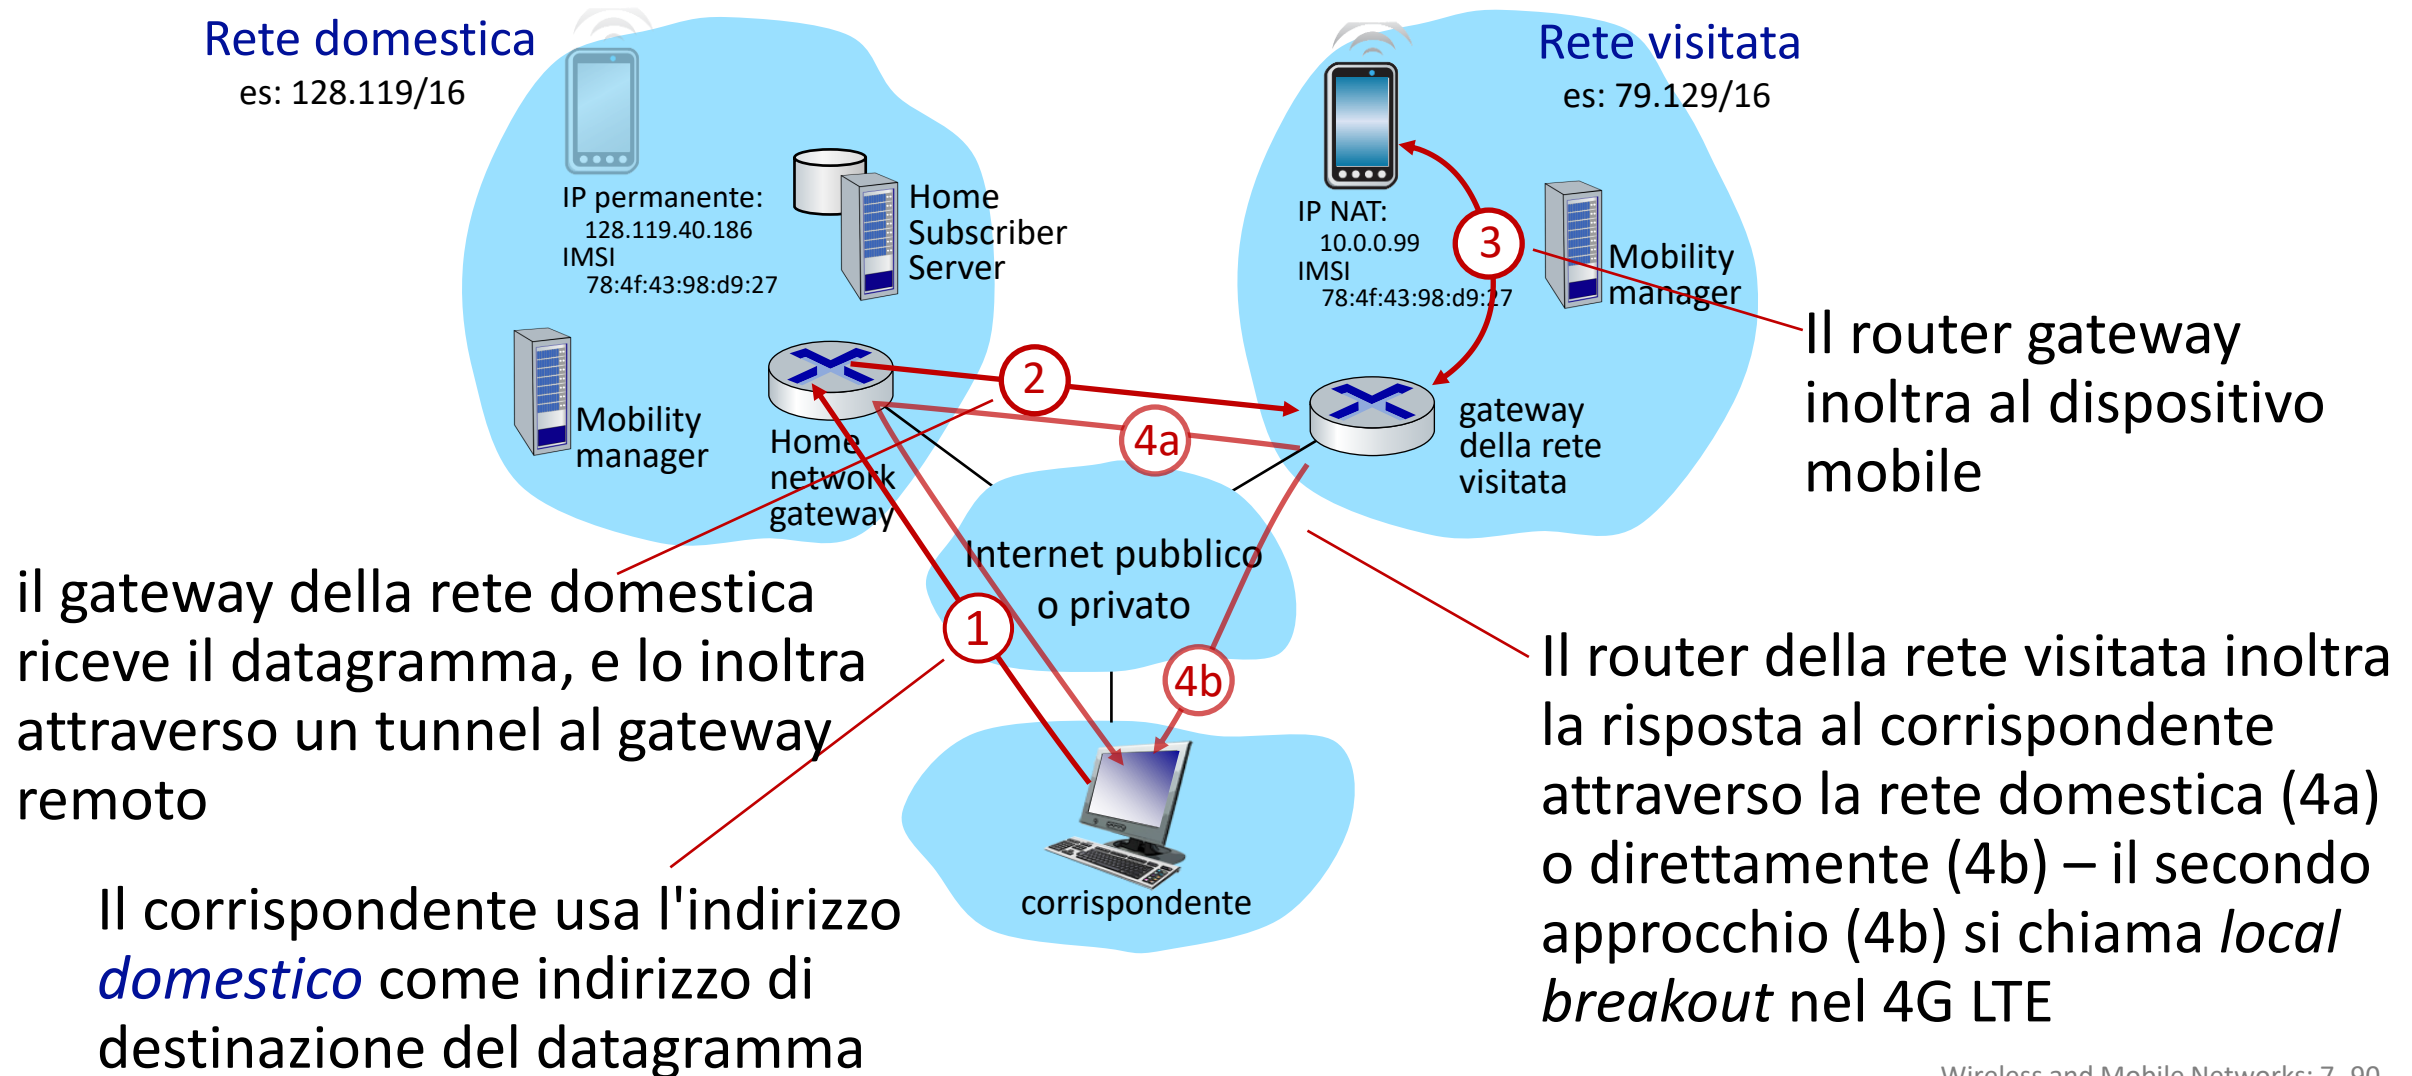 Rete domestica
es: 128.119/16
IP permanente:
128.119.40.186
IMSI
78:4f:43:98:d9:27
Home
Subscriber
Server
Mobility
manager
Home
network
gateway
Rete visitata
es: 79.129/16
IP NAT:
10.0.0.99
IMSI
78:4f:43:98:d9:27
Mobility
manager
gateway
della rete
visitata
1
2
3
4a
4b
Internet pubblico
o privato
corrispondente
Il router gateway
inoltra al dispositivo
mobile
il gateway della rete domestica
riceve il datagramma, e lo inoltra
attraverso un tunnel al gateway
remoto
Il corrispondente usa l'indirizzo
domestico come indirizzo di
destinazione del datagramma
Il router della rete visitata inoltra
la risposta al corrispondente
attraverso la rete domestica (4a)
o direttamente (4b) – il secondo
approccio (4b) si chiama local
breakout nel 4G LTE
Wireless and Mobile Networks: 7- 90